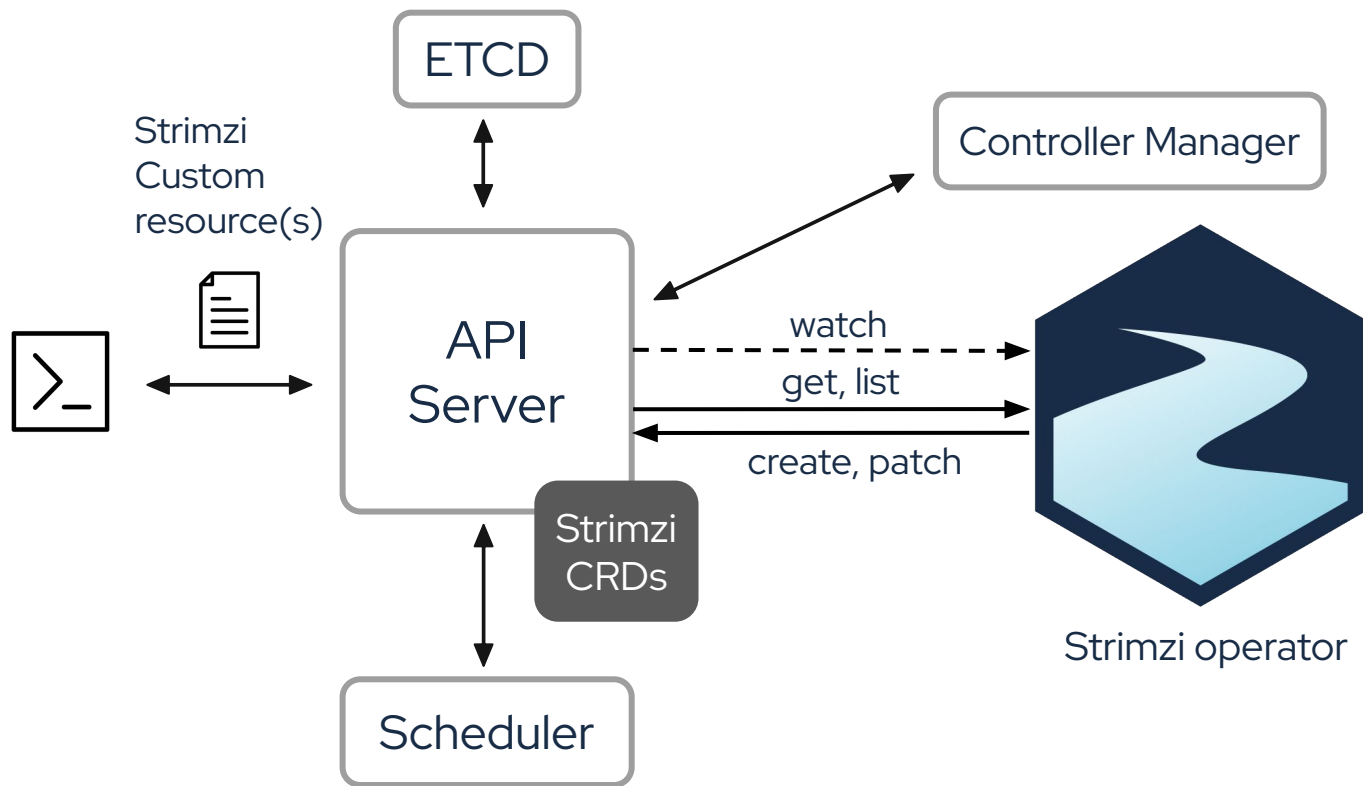 ETCD
Strimzi
Custom
resource(s)
Controller Manager
API
Server
watch
get, list
create, patch
Strimzi
CRDs
Strimzi operator
Scheduler